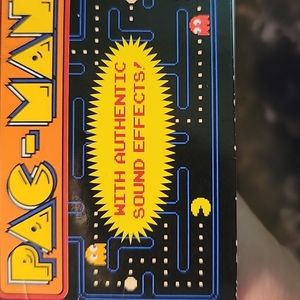 PAC-MAN
WITH AUTHENTIC
SOUND EFFECTS!